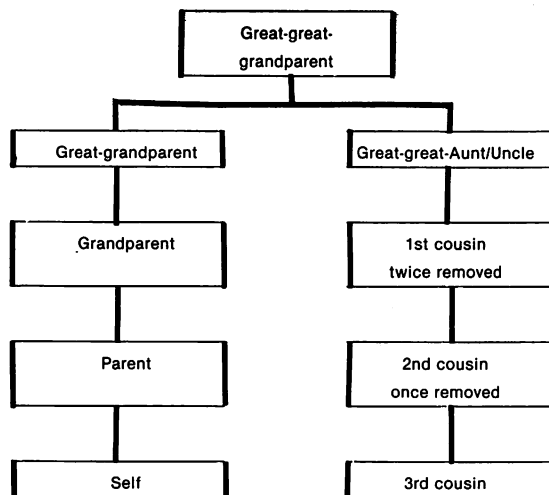 Great-great-
grandparent
Great-grandparent
Great-great-Aunt/Uncle
Grandparent
1st cousin
twice removed
Parent
2nd cousin
once removed
Self
3rd cousin